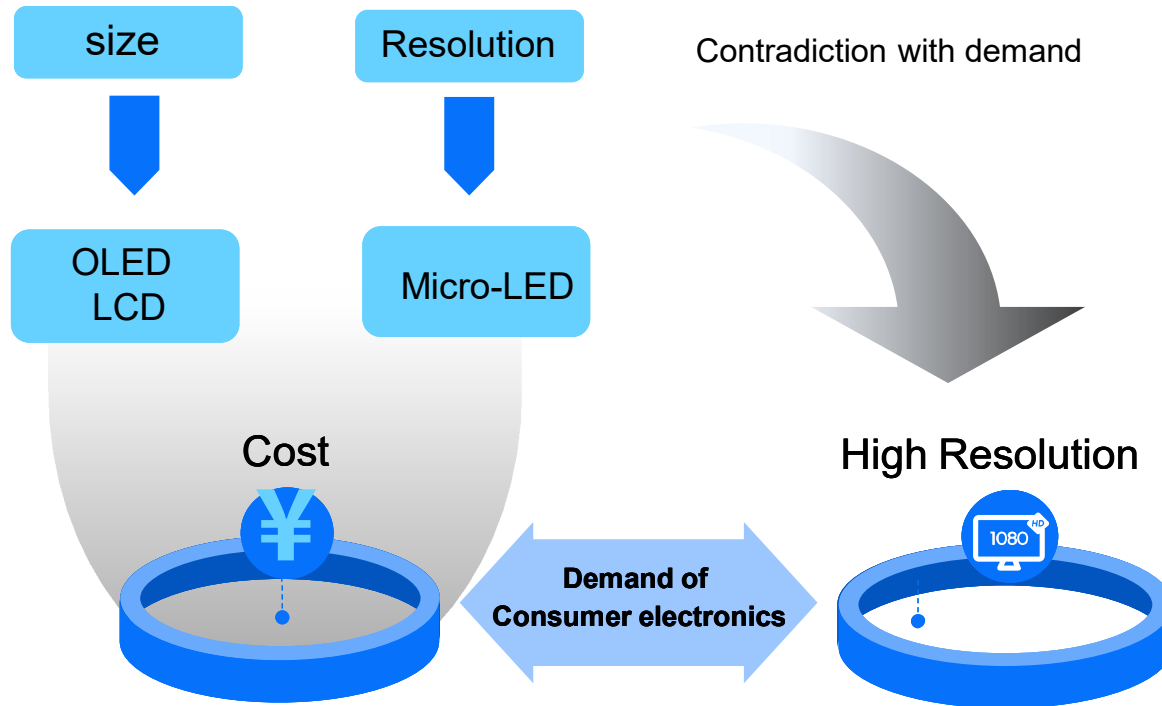 size
Resolution
Contradiction with demand
OLED
LCD
Micro-LED
Cost
High Resolution
¥
HD
1080
Demand of
Consumer electronics